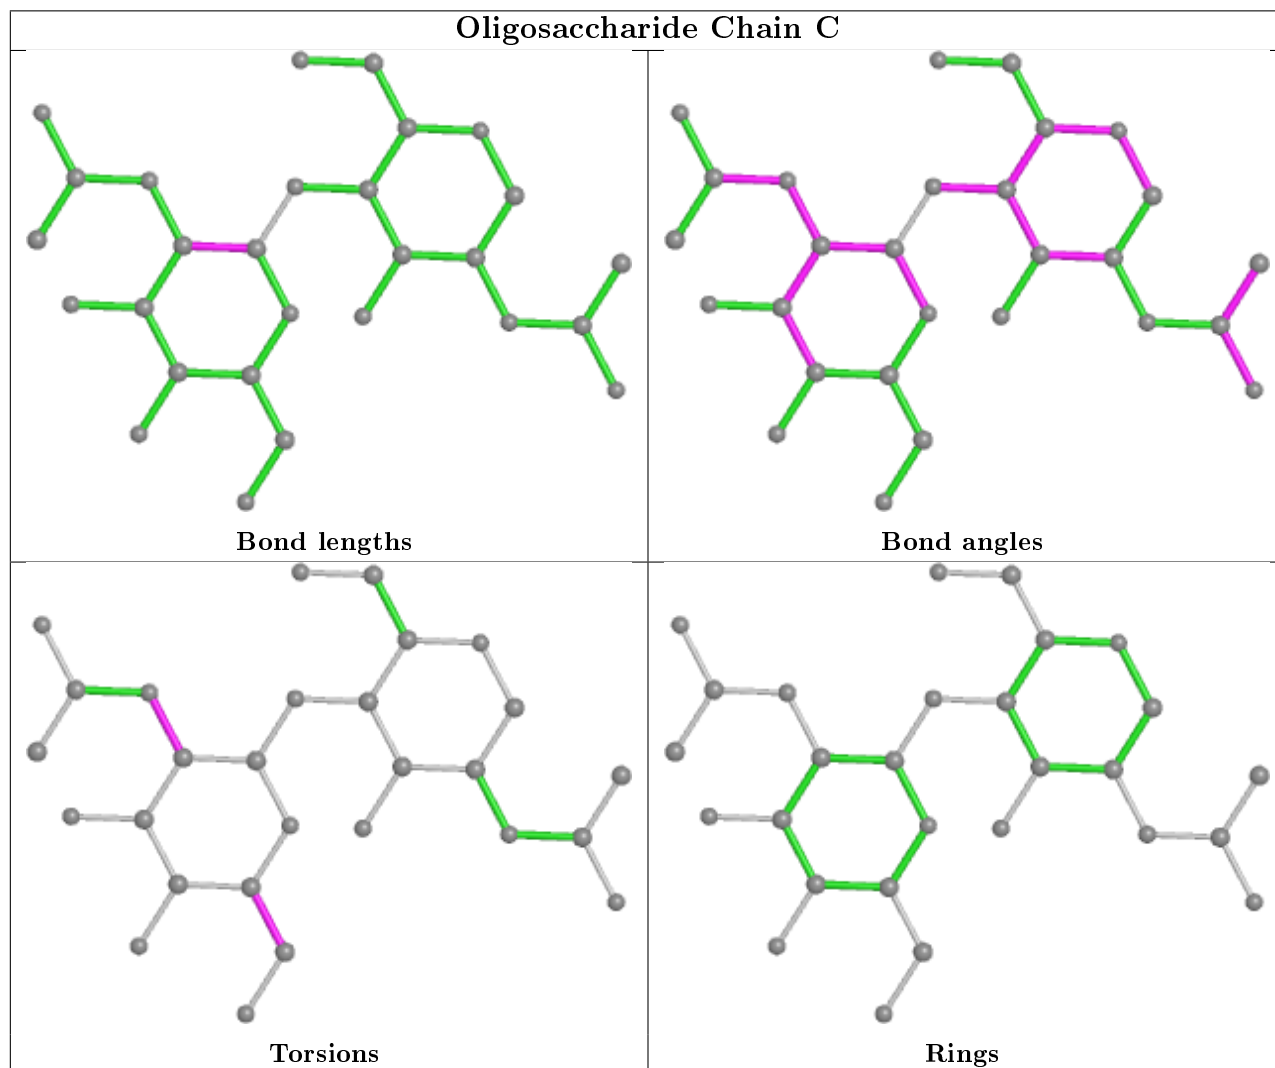 Oligosaccharide Chain C
Bond lengths
Bond angles
Torsions
Rings